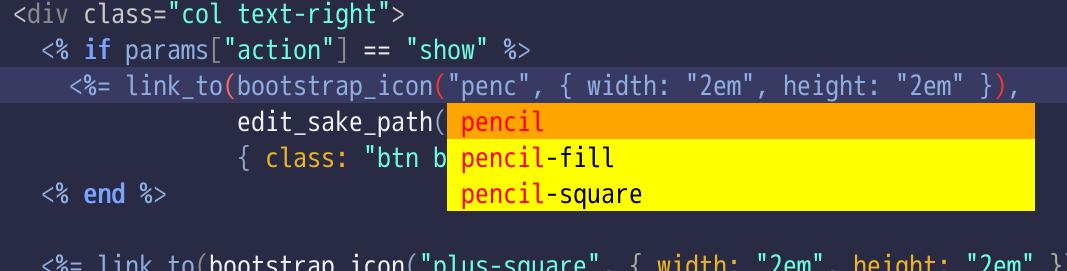 <div class="col text-right">
<% if params["action"] == "show" %>
<%= link_to(bootstrap_icon("penc", { width: "2em", height: "2em" }),
edit_sake_path(
pencil
{ class: "btn b
pencil-fill
<% end %>
pencil-square
<%= link_to(bootstrap_icon("plus-square", { width: "2em", height: "2em" }